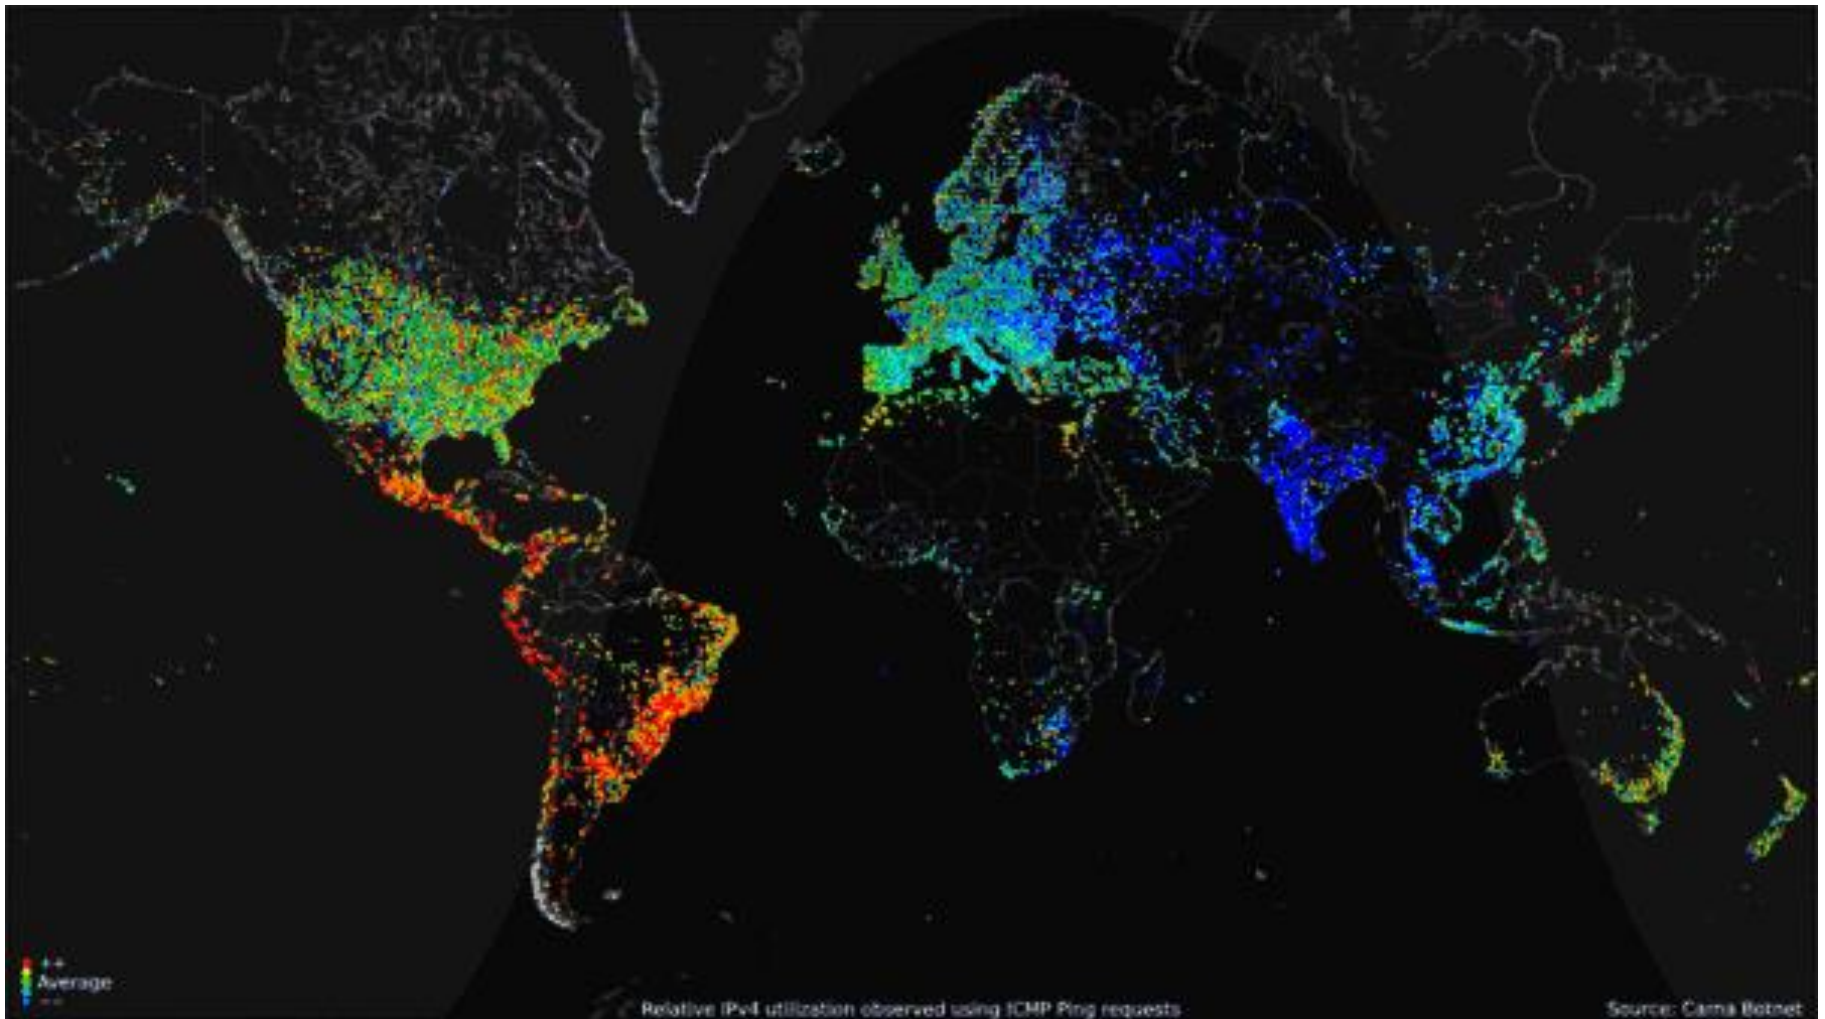 ++
Average
--
Relative IPv4 utilization observed using ICMP Ping requests
Source: Carna Botnet